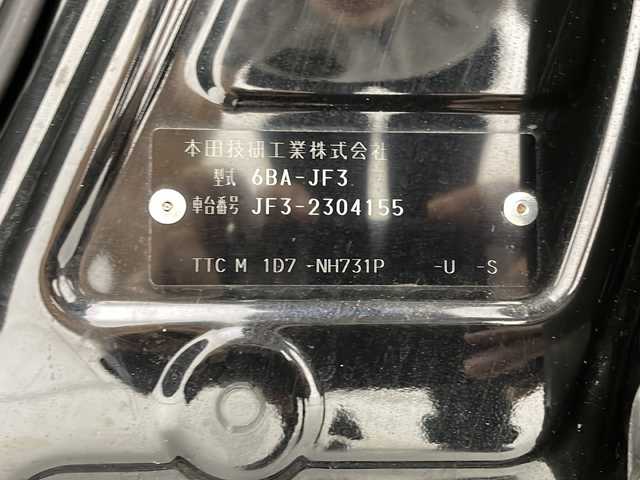 本田技研工業株式会社
型式 6BA-JF3
車台番号 JF3-2304155
TTC M 1D7 -NH731P -U -S